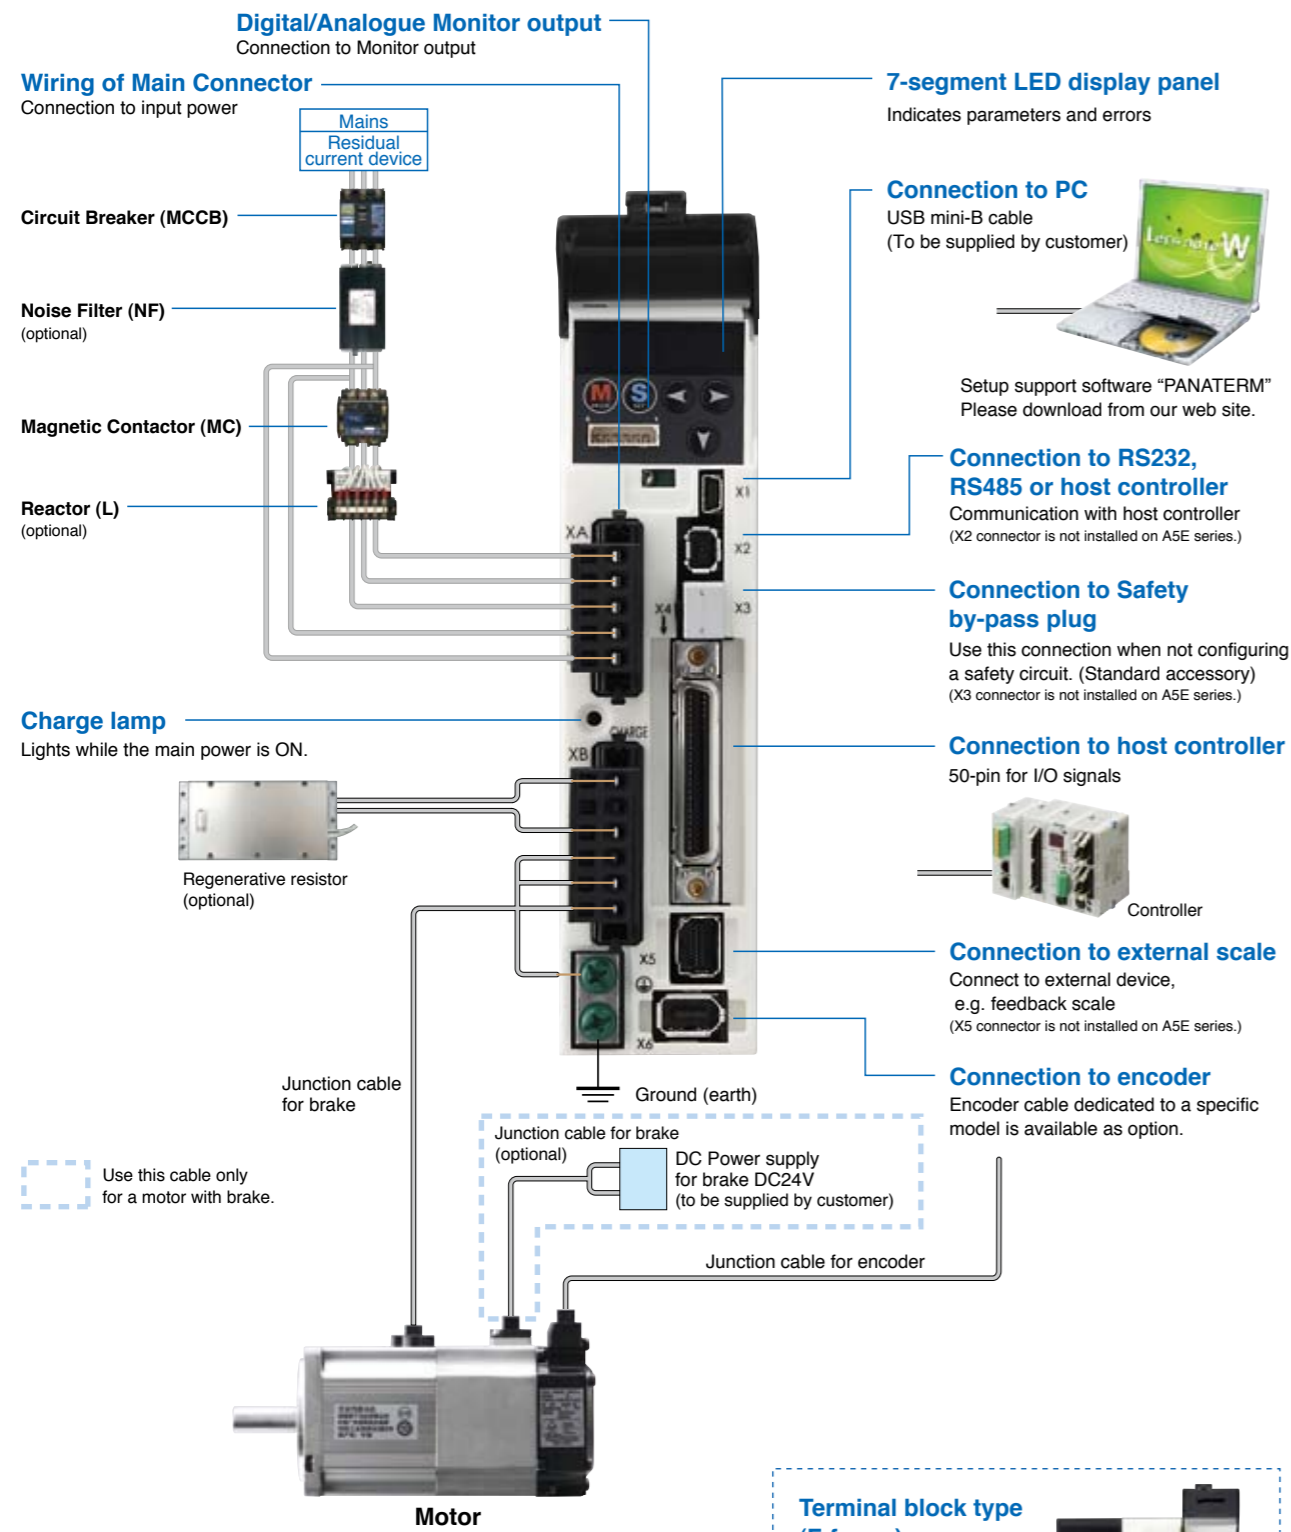 Digital/Analogue Monitor output
Connection to Monitor output
Wiring of Main Connector
Connection to input power
7-segment LED display panel
Indicates parameters and errors
Mains
Residual
current device
Connection to PC
USB mini-B cable
(To be supplied by customer)
Let's note W
Circuit Breaker (MCCB)
Noise Filter (NF)
(optional)
Setup support software “PANATERM”
Please download from our web site.
M
S
Magnetic Contactor (MC)
Connection to RS232,
RS485 or host controller
Communication with host controller
(X2 connector is not installed on A5E series.)
Reactor (L)
(optional)
X1
XA
X2
X3
X4
Connection to Safety
by-pass plug
Use this connection when not configuring
a safety circuit. (Standard accessory)
(X3 connector is not installed on A5E series.)
Charge lamp
Lights while the main power is ON.
CHARGE
XB
Connection to host controller
50-pin for I/O signals
Regenerative resistor
(optional)
Controller
X5
Connection to external scale
Connect to external device,
e.g. feedback scale
(X5 connector is not installed on A5E series.)
X6
Connection to encoder
Encoder cable dedicated to a specific
model is available as option.
Junction cable
for brake
Ground (earth)
Junction cable for brake
(optional)
DC Power supply
for brake DC24V
(to be supplied by customer)
Use this cable only
for a motor with brake.
Junction cable for encoder
Motor
Terminal block type